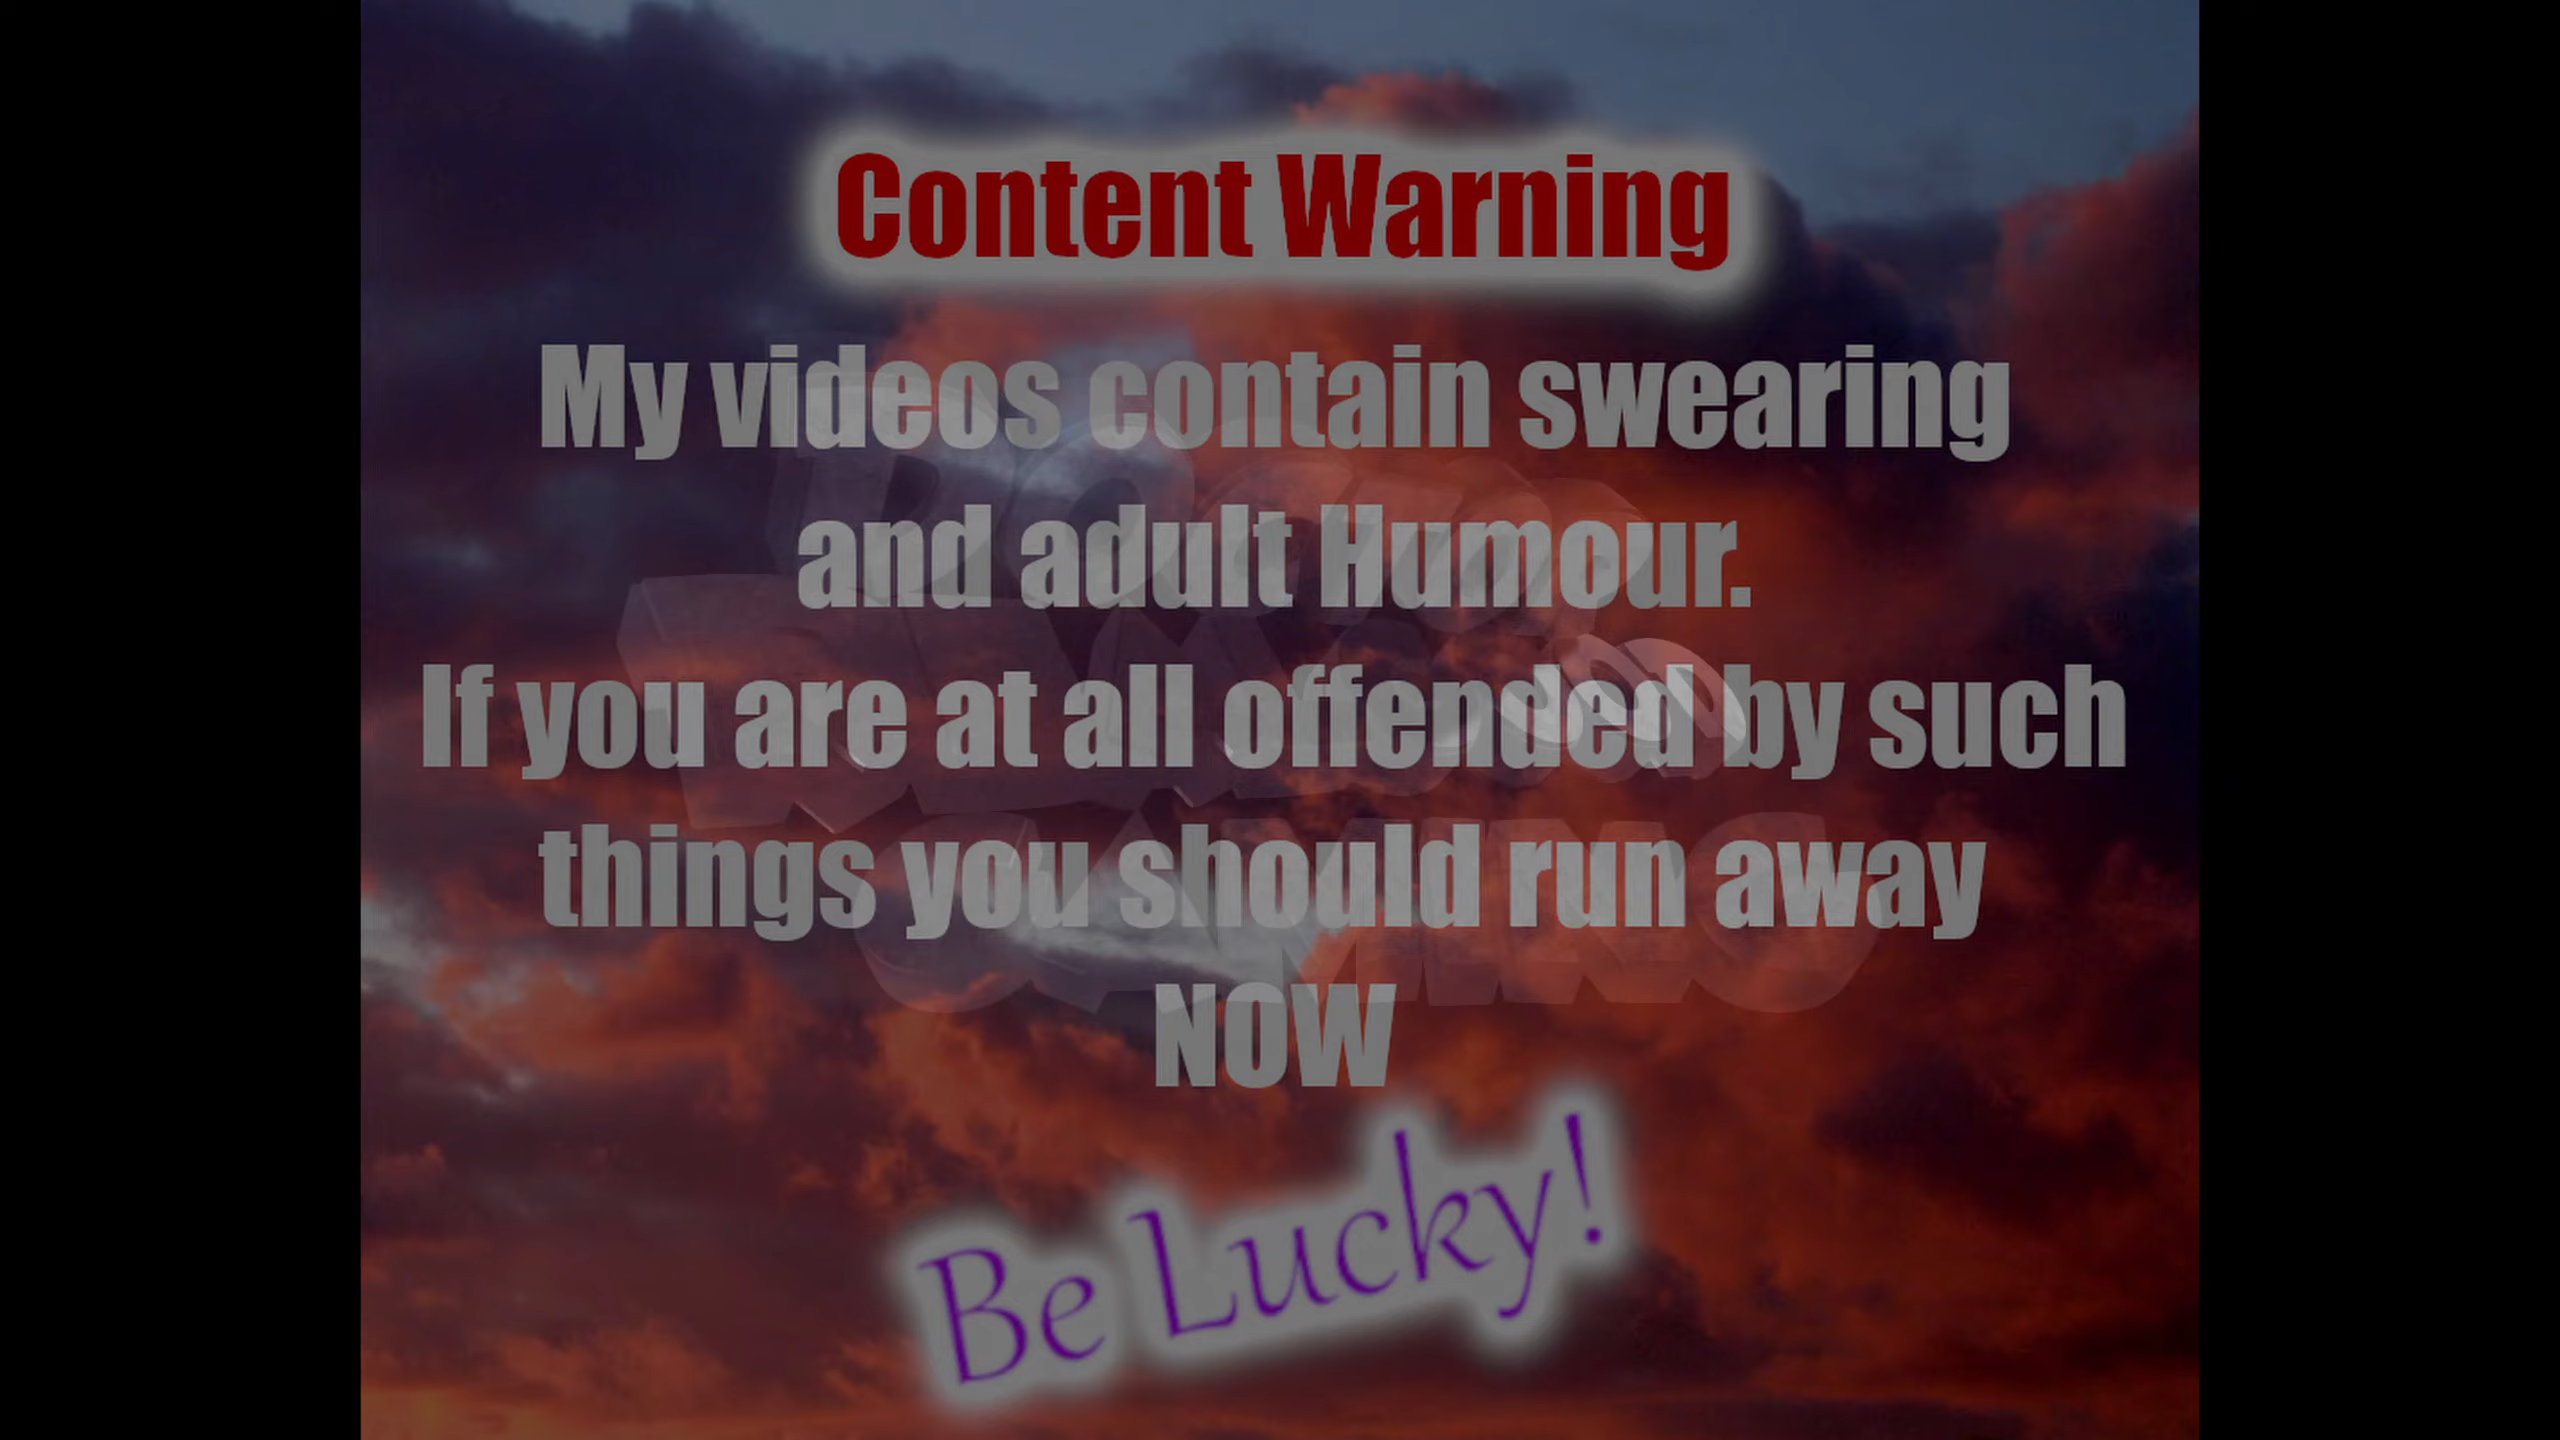 Content Warning
My videos contain swearing
and adult Humour.
If you are at all offended by such
things you should run away
NOW
Be Lucky!
GAMING